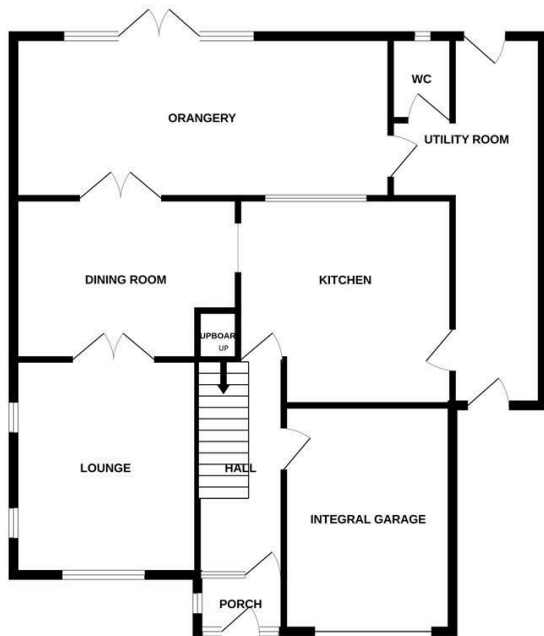 WC
ORANGERY
UTILITY ROOM
DINING ROOM
KITCHEN
UPBOAR
UP
LOUNGE
HALL
INTEGRAL GARAGE
PORCH